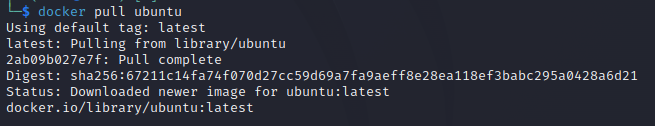 └─$ docker pull ubuntu
Using default tag: latest
latest: Pulling from library/ubuntu
2ab09b027e7f: Pull complete
Digest: sha256:67211c14fa74f070d27cc59d69a7fa9aeff8e28ea118ef3babc295a0428a6d21
Status: Downloaded newer image for ubuntu:latest
docker.io/library/ubuntu:latest